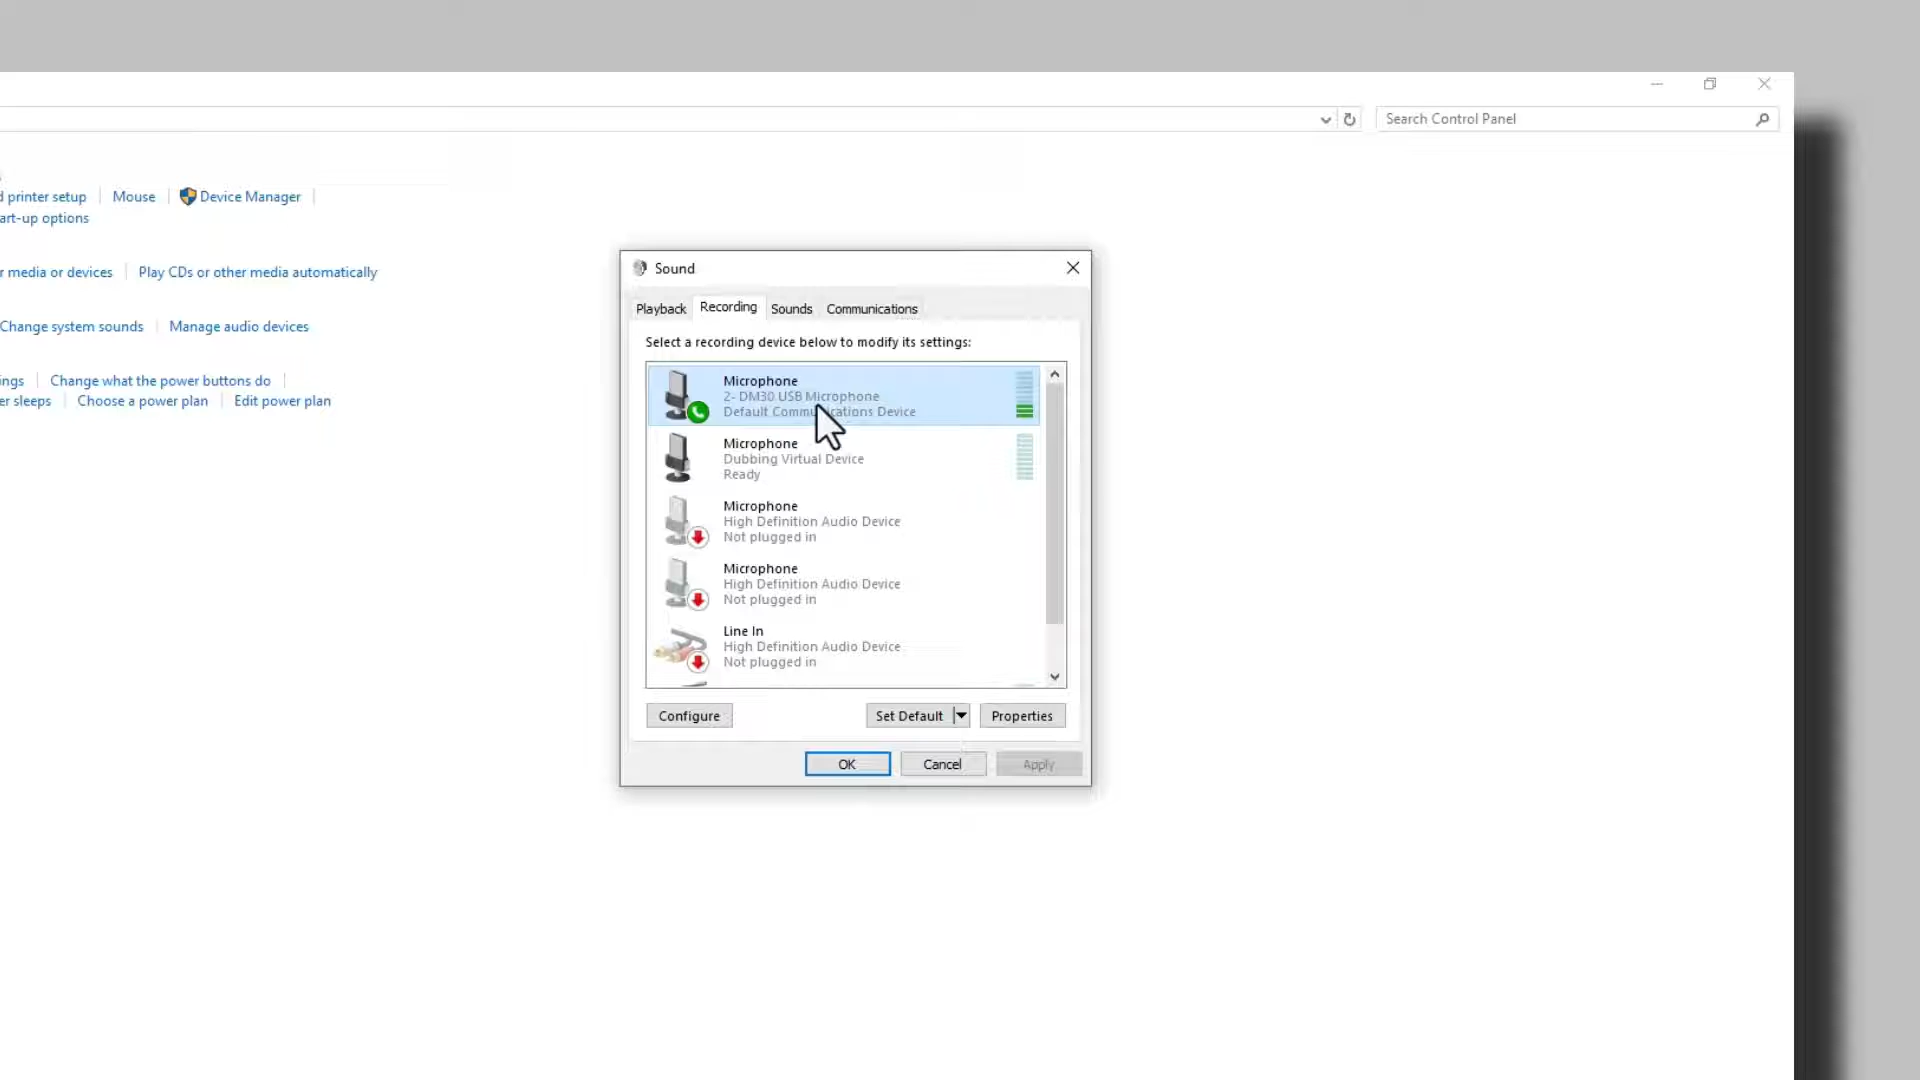 Search Control Panel
d printer setup
Mouse
Device Manager
art-up options
r media or devices
Play CDs or other media automatically
Change system sounds
Manage audio devices
ings
Change what the power buttons do
er sleeps
Choose a power plan
Edit power plan
Sound
Playback
Recording
Sounds
Communications
Select a recording device below to modify its settings:
Microphone
2- DM30 USB Microphone
Default Communications Device
Microphone
Dubbing Virtual Device
Ready
Microphone
High Definition Audio Device
Not plugged in
Microphone
High Definition Audio Device
Not plugged in
Line In
High Definition Audio Device
Not plugged in
Configure
Set Default
Properties
OK
Cancel
Apply